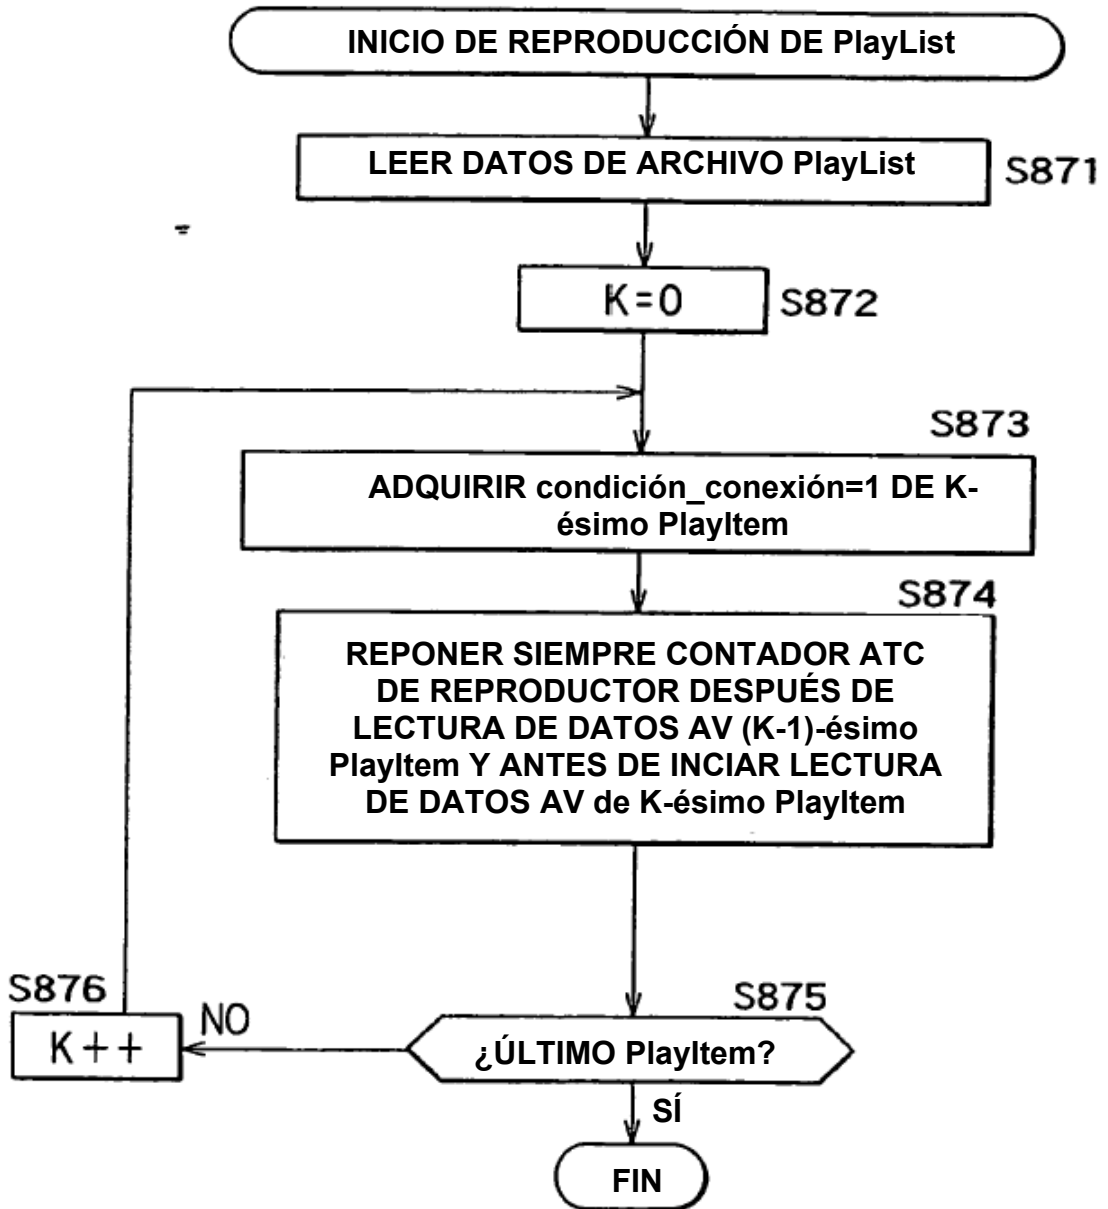 INICIO DE REPRODUCCIÓN DE PlayList
LEER DATOS DE ARCHIVO PlayList
S871
K=0
S872
S873
ADQUIRIR condición_conexión=1 DE K-
ésimo PlayItem
S874
REPONER SIEMPRE CONTADOR ATC
DE REPRODUCTOR DESPUÉS DE
LECTURA DE DATOS AV (K-1)-ésimo
PlayItem Y ANTES DE INCIAR LECTURA
DE DATOS AV de K-ésimo PlayItem
S875
¿ÚLTIMO PlayItem?
S876
NO
K++
SÍ
FIN